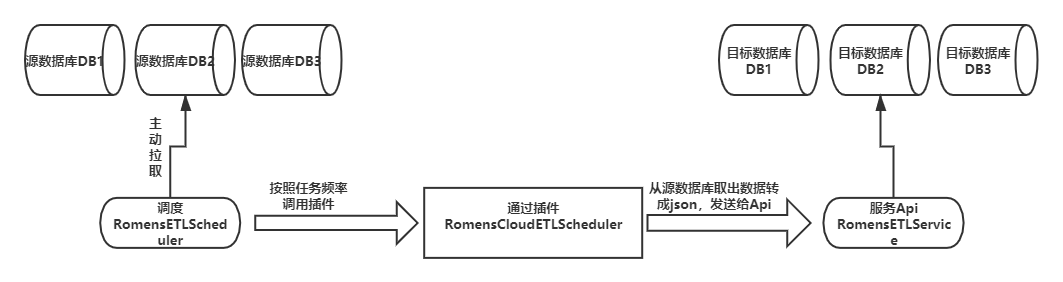 源数据库DB1
源数据库DB2
源数据库DB3
目标数据库
DB1
目标数据库
DB2
目标数据库
DB3
主
动
拉
取
调度
RomensETLSched
uler
按照任务频率
调用插件
通过插件
RomensCloudETLScheduler
从源数据库取出数据转
成json，发送给Api
服务Api
RomensETLServic
e